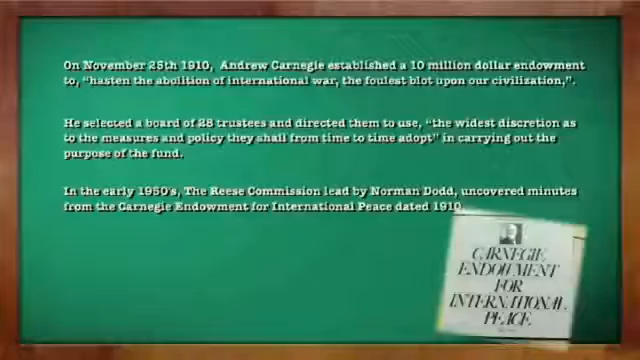 On November 25th 1910, Andrew Carnegie established a 10 million dollar endowment
to, "hasten the abolition of international war, the foulest blot upon our civilization,".
He selected a board of 28 trustees and directed them to use, "the widest discretion as
to the measures and policy they shall from time to time adopt" in carrying out the
purpose of the fund.
In the early 1950's, The Reese Commission lead by Norman Dodd, uncovered minutes
from the Carnegie Endowment for International Peace dated 1910.
CARNEGIE
ENDOWMENT
FOR
INTERNATIONAL
PEACE